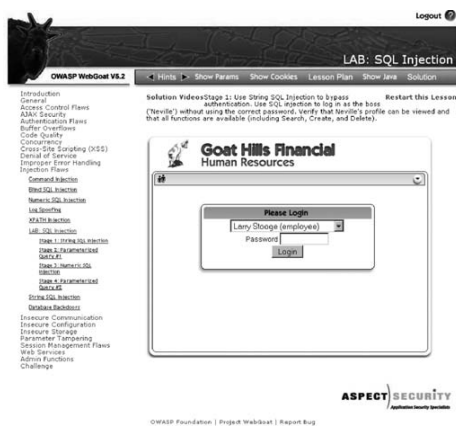 Logout ?
LAB: SQL Injection
OWASP WebGoat V5.2
Hints Show Params Show Cookies Lesson Plan Show Java Solution
Introduction
General
Access Control Flaws
AJAX Security
Authentication Flaws
Buffer Overflows
Code Quality
Concurrency
Cross-Site Scripting (XSS)
Denial of Service
Improper Error Handling
Injection Flaws
Command Injection
Blind SQL Injection
Numeric SQL Injection
Log Spoofing
XPATH Injection
LAB: SQL Injection
Stage 1: String SQL Injection
Stage 2: Parameterized Query #1
Stage 3: Numeric SQL Injection
Stage 4: Parameterized Query #2
String SQL Injection
Database Backdoors
Insecure Communication
Insecure Configuration
Insecure Storage
Parameter Tampering
Session Management Flaws
Web Services
Admin Functions
Challenge
Solution Videos Stage 1: Use String SQL Injection to bypass Restart this Lesson
authentication. Use SQL injection to log in as the boss
('Neville') without using the correct password. Verify that Neville's profile can be viewed and
that all functions are available (including Search, Create, and Delete).
Goat Hills Financial
Human Resources
Please Login
Larry Stooge (employee)
Password
Login
ASPECT SECURITY
Application Security Specialists
OWASP Foundation | Project WebGoat | Report Bug